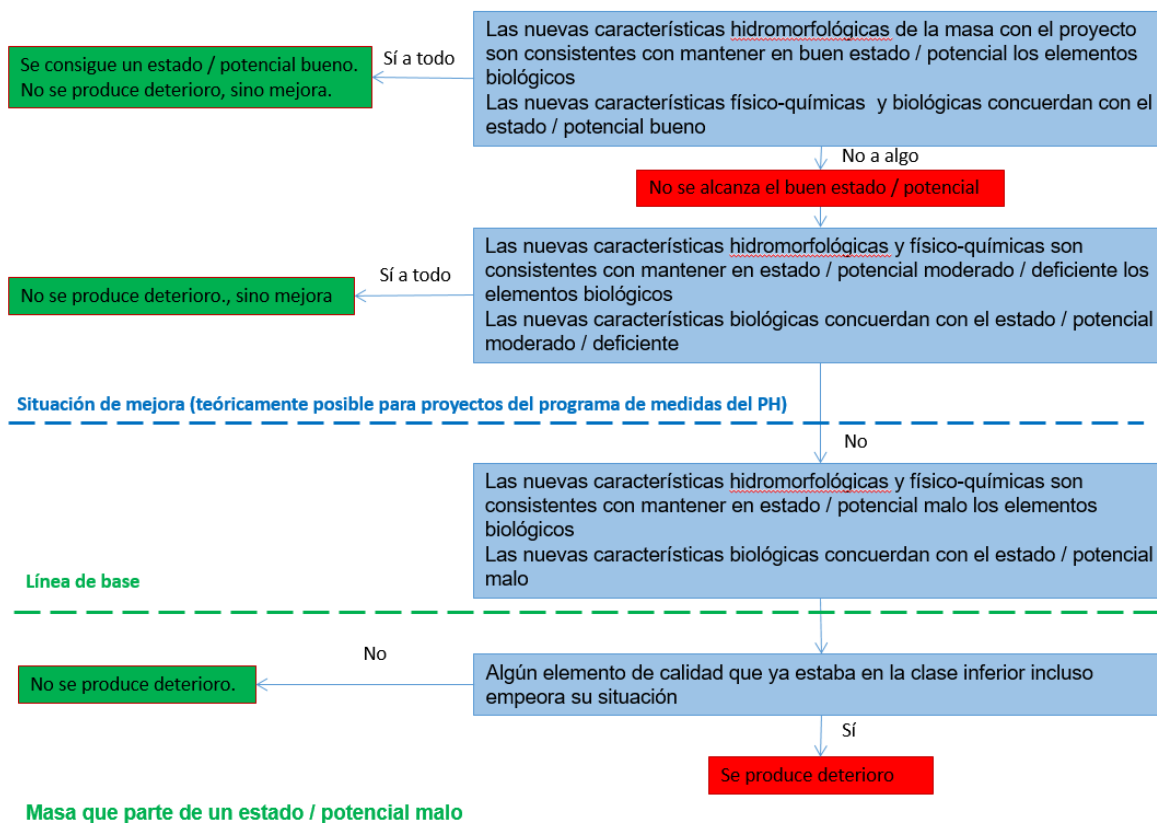 Las nuevas características hidromorfológicas de la masa con el proyecto
son consistentes con mantener en buen estado / potencial los elementos
biológicos
Las nuevas características físico-químicas y biológicas concuerdan con el
estado / potencial bueno
Sí a todo
Se consigue un estado / potencial bueno.
No se produce deterioro, sino mejora.
No a algo
No se alcanza el buen estado / potencial
Las nuevas características hidromorfológicas y físico-químicas son
consistentes con mantener en estado / potencial moderado / deficiente los
elementos biológicos
Las nuevas características biológicas concuerdan con el estado / potencial
moderado / deficiente
Sí a todo
No se produce deterioro., sino mejora
Situación de mejora (teóricamente posible para proyectos del programa de medidas del PH)
No
Las nuevas características hidromorfológicas y físico-químicas son
consistentes con mantener en estado / potencial malo los elementos
biológicos
Las nuevas características biológicas concuerdan con el estado / potencial
malo
Línea de base
Algún elemento de calidad que ya estaba en la clase inferior incluso
empeora su situación
No
No se produce deterioro.
Sí
Se produce deterioro
Masa que parte de un estado / potencial malo